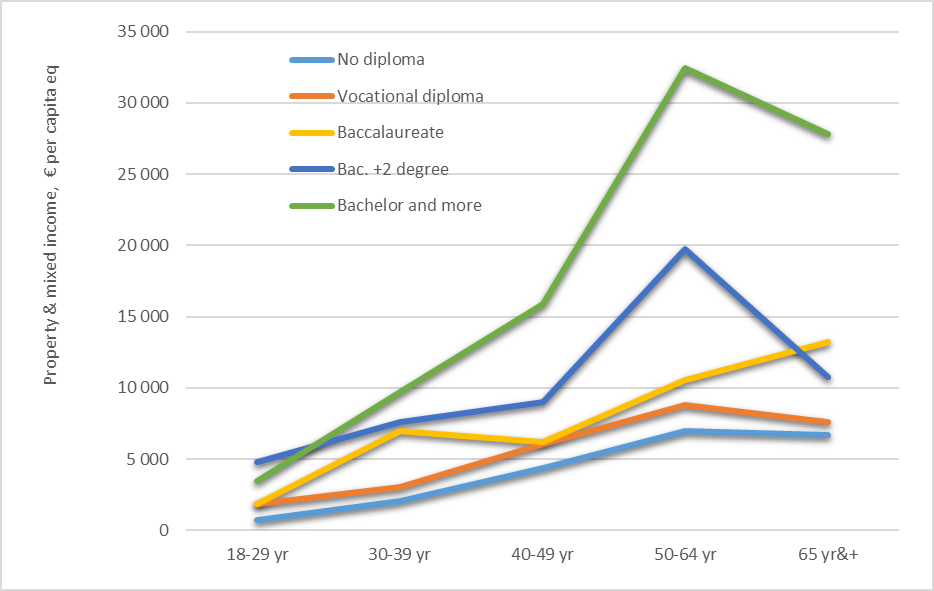 35 000
30 000
25 000
20 000
15 000
10 000
5 000
0
Property & mixed income, € per capita eq
No diploma
Vocational diploma
Baccalaureate
Bac. +2 degree
Bachelor and more
18-29 yr 30-39 yr 40-49 yr 50-64 yr 65 yr&+